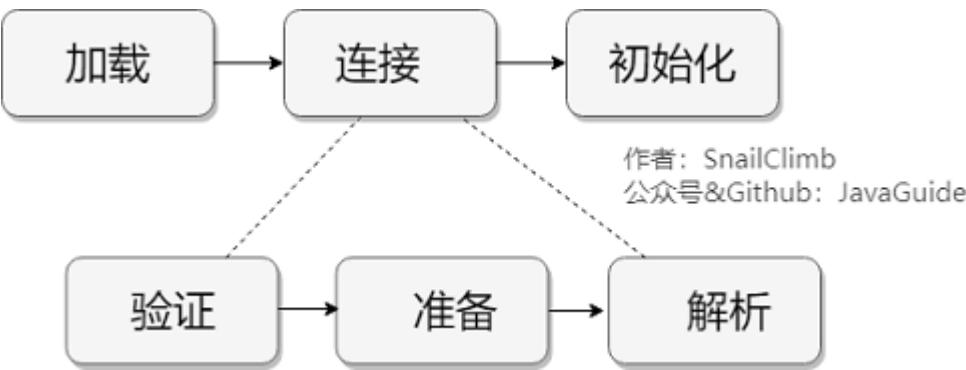 加载
连接
初始化
作者：SnailClimb
公众号&Github：JavaGuide
验证
准备
解析